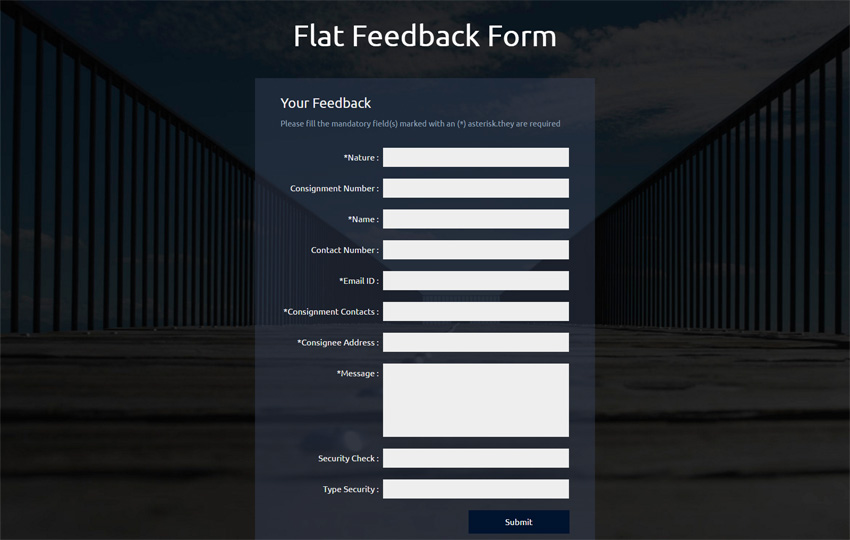 Flat Feedback Form
Your Feedback
Please fill the mandatory field(s) marked with an (*) asterisk.they are required
*Nature :
Consignment Number :
*Name :
Contact Number :
*Email ID :
*Consignment Contacts :
*Consignee Address :
*Message :
Security Check :
Type Security :
Submit